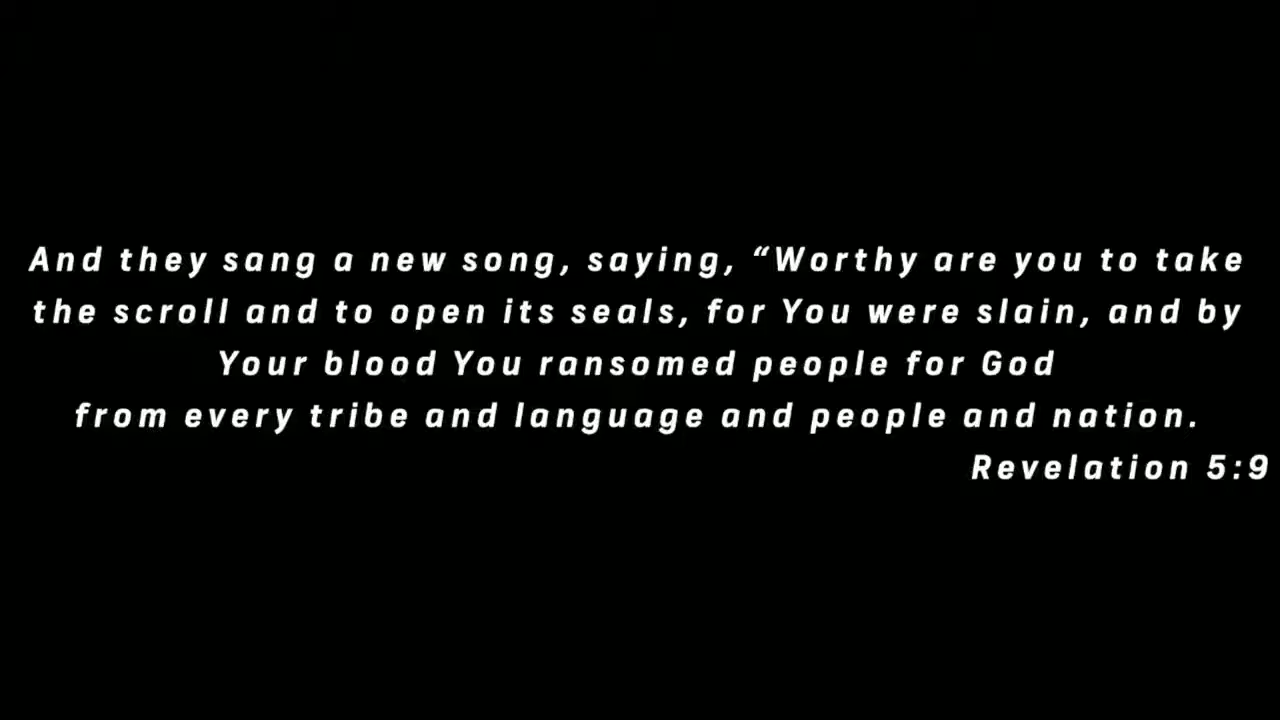 And they sang a new song, saying, “Worthy are you to take
the scroll and to open its seals, for You were slain, and by
Your blood You ransomed people for God
from every tribe and language and people and nation.
Revelation 5:9